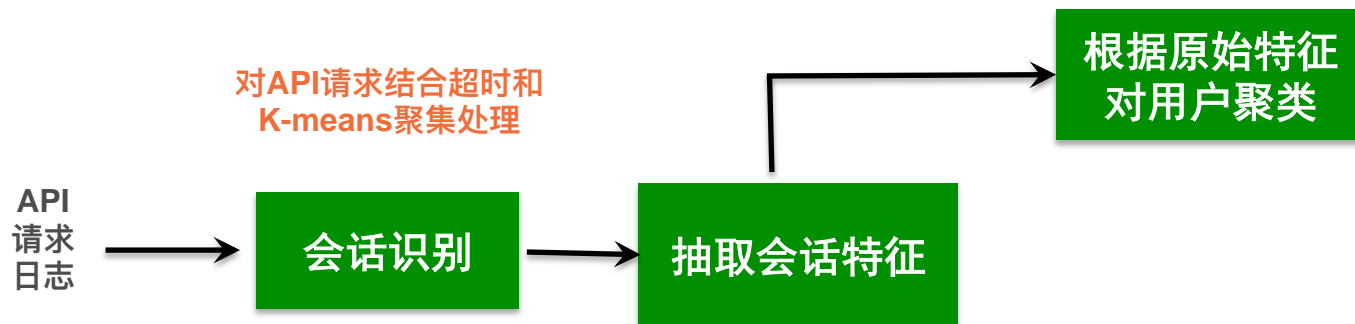 根据原始特征
对用户聚类
对API请求结合超时和
K-means聚集处理
API
请求
日志
会话识别
抽取会话特征